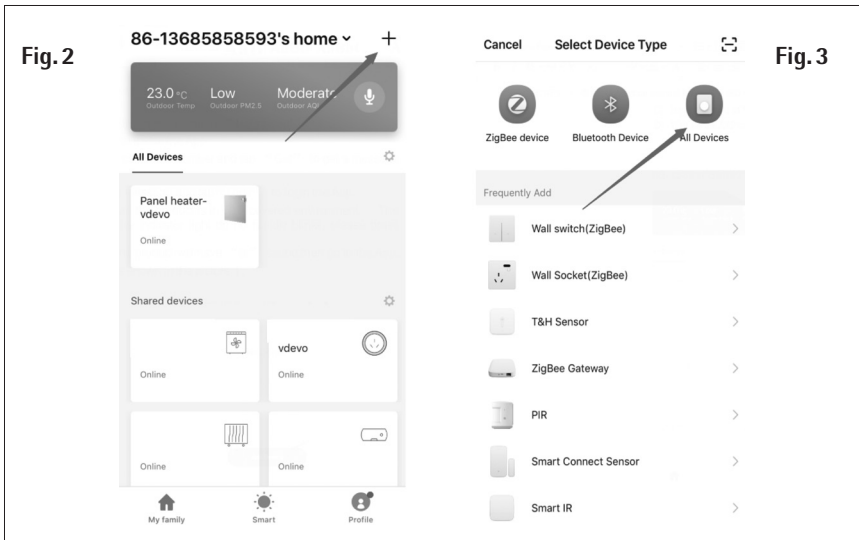 Fig. 2
86-13685858593's home
23.0 °C Low Moderate
Outdoor Temp Outdoor PM2.5 Outdoor AQI
All Devices
Panel heater-
vdevo
Online
Shared devices
vdevo
Online Online
Online Online
My family Smart Profile
Cancel Select Device Type
Fig. 3
ZigBee device Bluetooth Device All Devices
Frequently Add
Wall switch(ZigBee)
Wall Socket(ZigBee)
T&H Sensor
ZigBee Gateway
PIR
Smart Connect Sensor
Smart IR